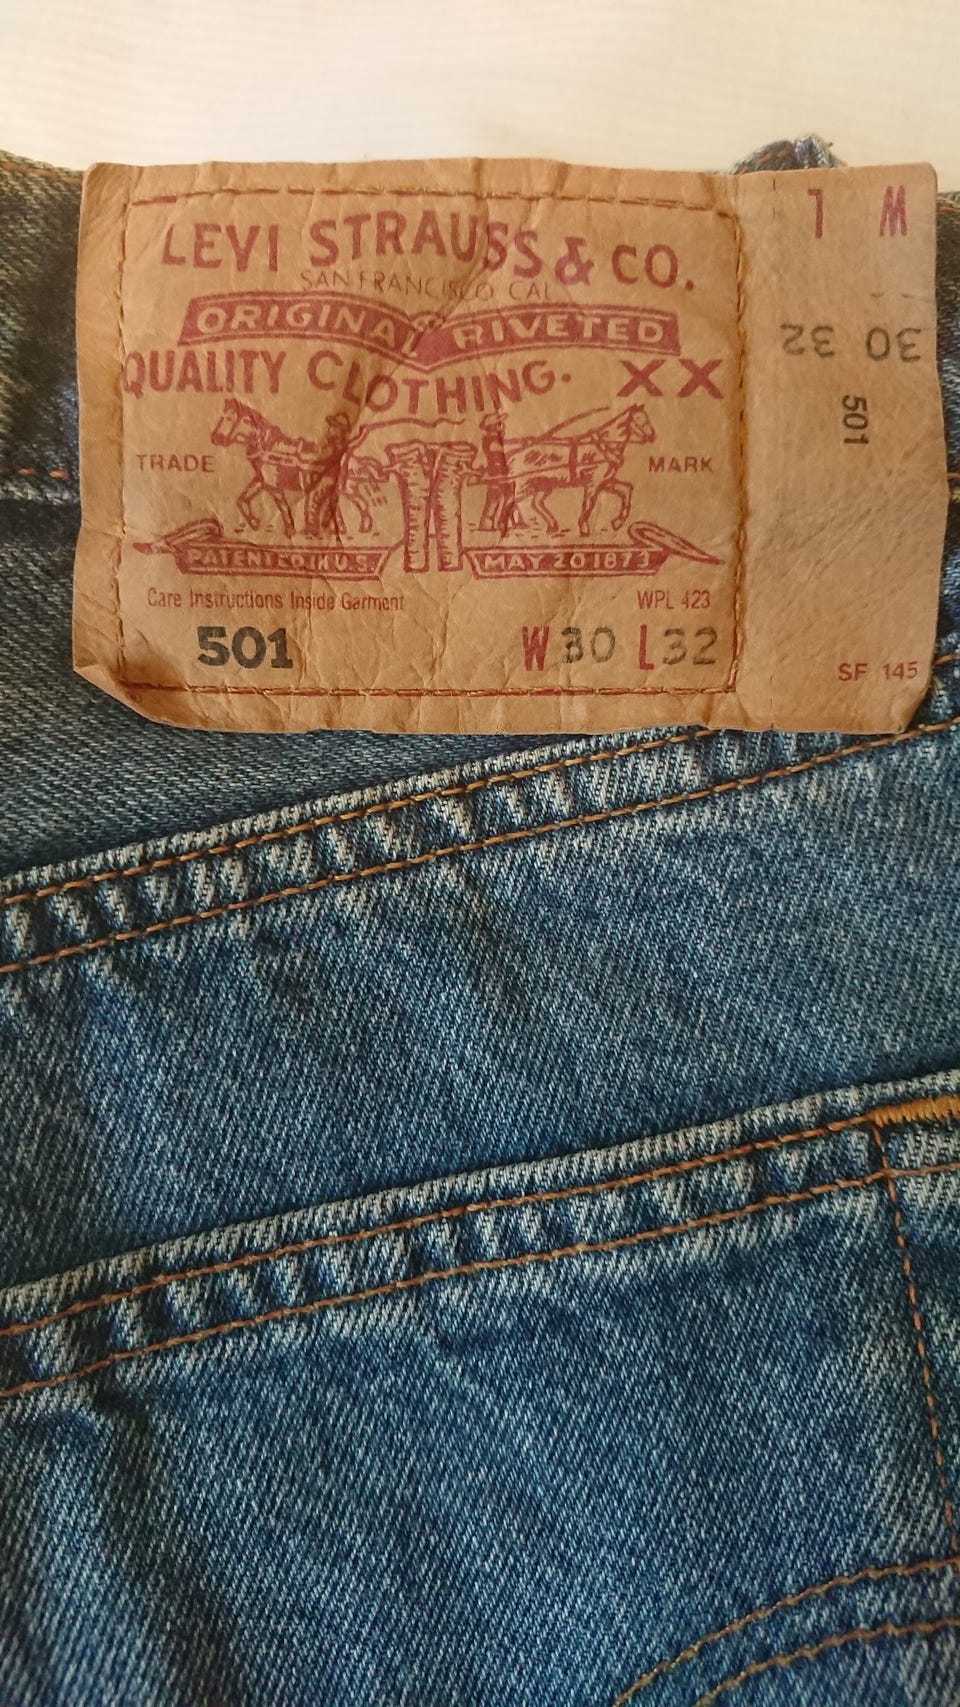 LEVI STRAUSS & CO.
SAN FRANCISCO CAL
ORIGINAL RIVETED
QUALITY CLOTHING. XX
TRADE MARK
PATENTED IN U.S. MAY 20 1873
Care Instructions Inside Garment WPL 423
501 W30 L32
W L
30 32
501
SF 145